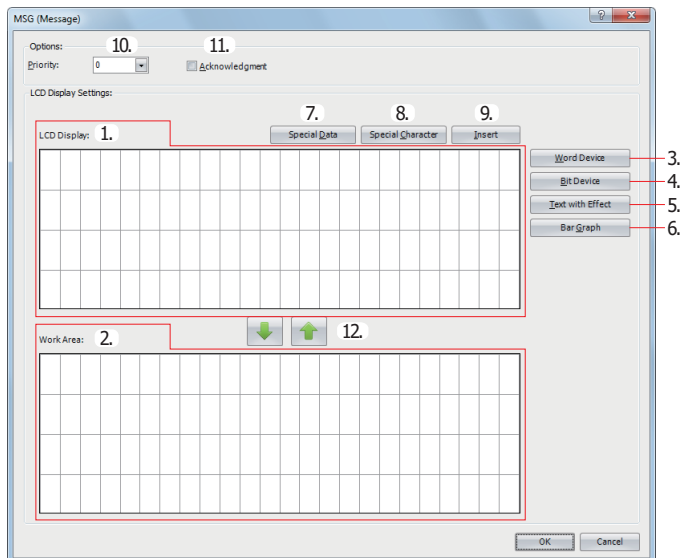 MSG (Message)
Options:
10.
11.
Priority:
0
Acknowledgment
LCD Display Settings:
7.
8.
9.
LCD Display:
1.
Special Data
Special Character
Insert
Word Device
3.
Bit Device
4.
Text with Effect
5.
Bar Graph
6.
12.
Work Area:
2.
OK
Cancel